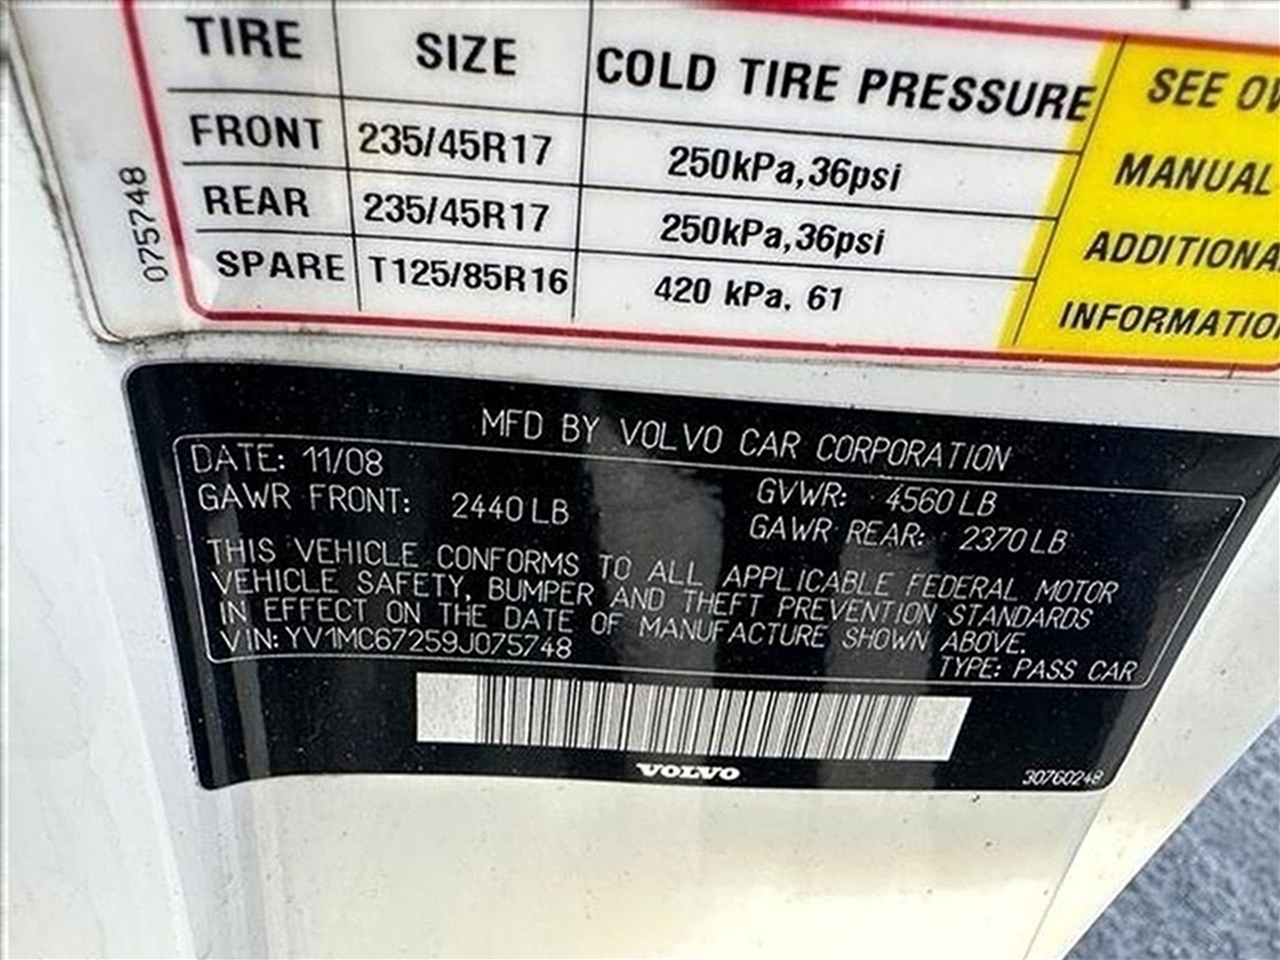 TIRE SIZE COLD TIRE PRESSURE
FRONT 235/45R17 250kPa,36psi
REAR 235/45R17 250kPa,36psi
SPARE T125/85R16 420 kPa. 61
SEE
MANUAL
ADDITIONA
INFORMATIO
075748
MFD BY VOLVO CAR CORPORATION
DATE: 11/08 GVWR: 4560 LB
GAWR FRONT: 2440 LB GAWR REAR: 2370 LB
THIS VEHICLE CONFORMS TO ALL APPLICABLE FEDERAL MOTOR
VEHICLE SAFETY, BUMPER AND THEFT PREVENTION STANDARDS
IN EFFECT ON THE DATE OF MANUFACTURE SHOWN ABOVE.
VIN: YV1MC67259J075748 TYPE: PASS CAR
VOLVO
30760248